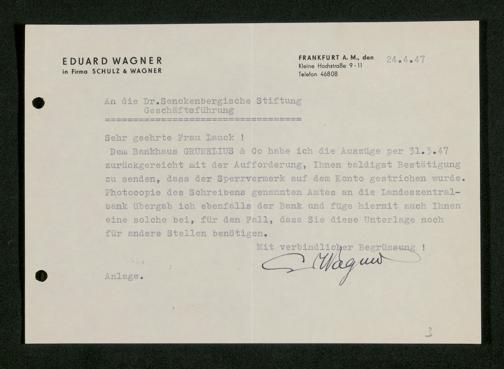 EDUARD WAGNER
in Firma SCHULZ & WAGNER
FRANKFURT A. M., den 24.4.47
Kleine Hochstraße 9-11
Telefon 46808
An die Dr.Senckenbergische Stiftung
Geschäftsführung
Sehr geehrte Frau Lauck !
Dem Bankhaus GRUNELIUS & Co habe ich die Auszüge per 31.3.47
zurückgereicht mit der Aufforderung, Ihnen baldigst Bestätigung
zu senden, dass der Sperrvermerk auf dem Konto gestrichen wurde.
Photocopie des Schreibens genannten Amtes an die Landeszentral-
bank übergab ich ebenfalls der Bank und füge hiermit auch Ihnen
eine solche bei, für den Fall, dass Sie diese Unterlage noch
für andere Stellen benötigen.
Mit verbindlicher Begrüssung !
E Wagner
Anlage.
3